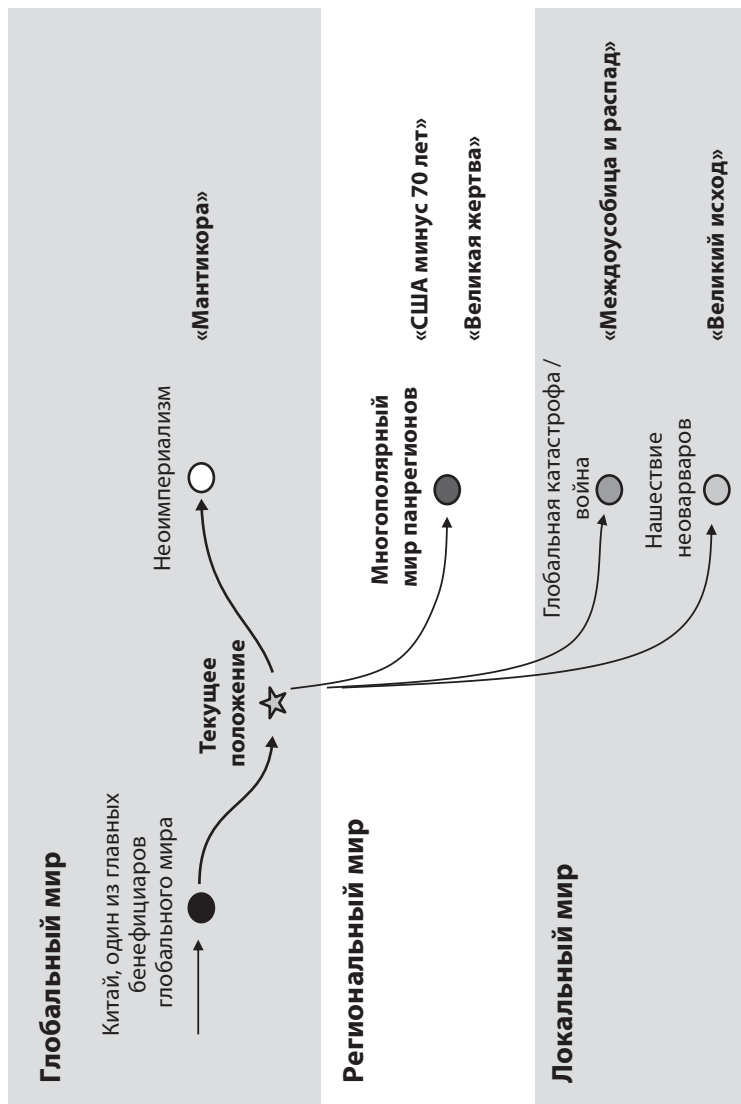 Глобальный мир
Китай, один из главных
бенефициаров
глобального мира
Текущее
положение
Неоимпериализм
«Мантикора»
Региональный мир
Многополярный
мир панрегионов
«США минус 70 лет»
«Великая жертва»
Локальный мир
Глобальная катастрофа /
война
«Междоусобица и распад»
Нашествие
неоварваров
«Великий исход»